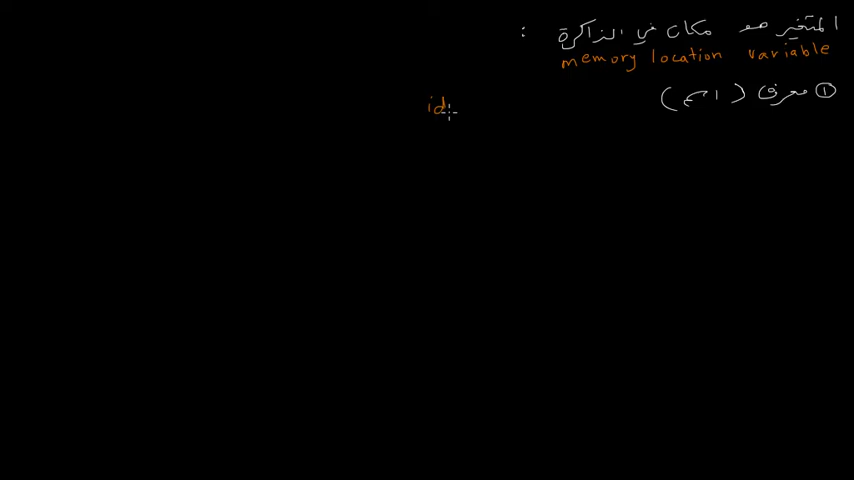 المتغير هو مكان في الذاكرة :
memory location variable
① معرف ( اسم )
id